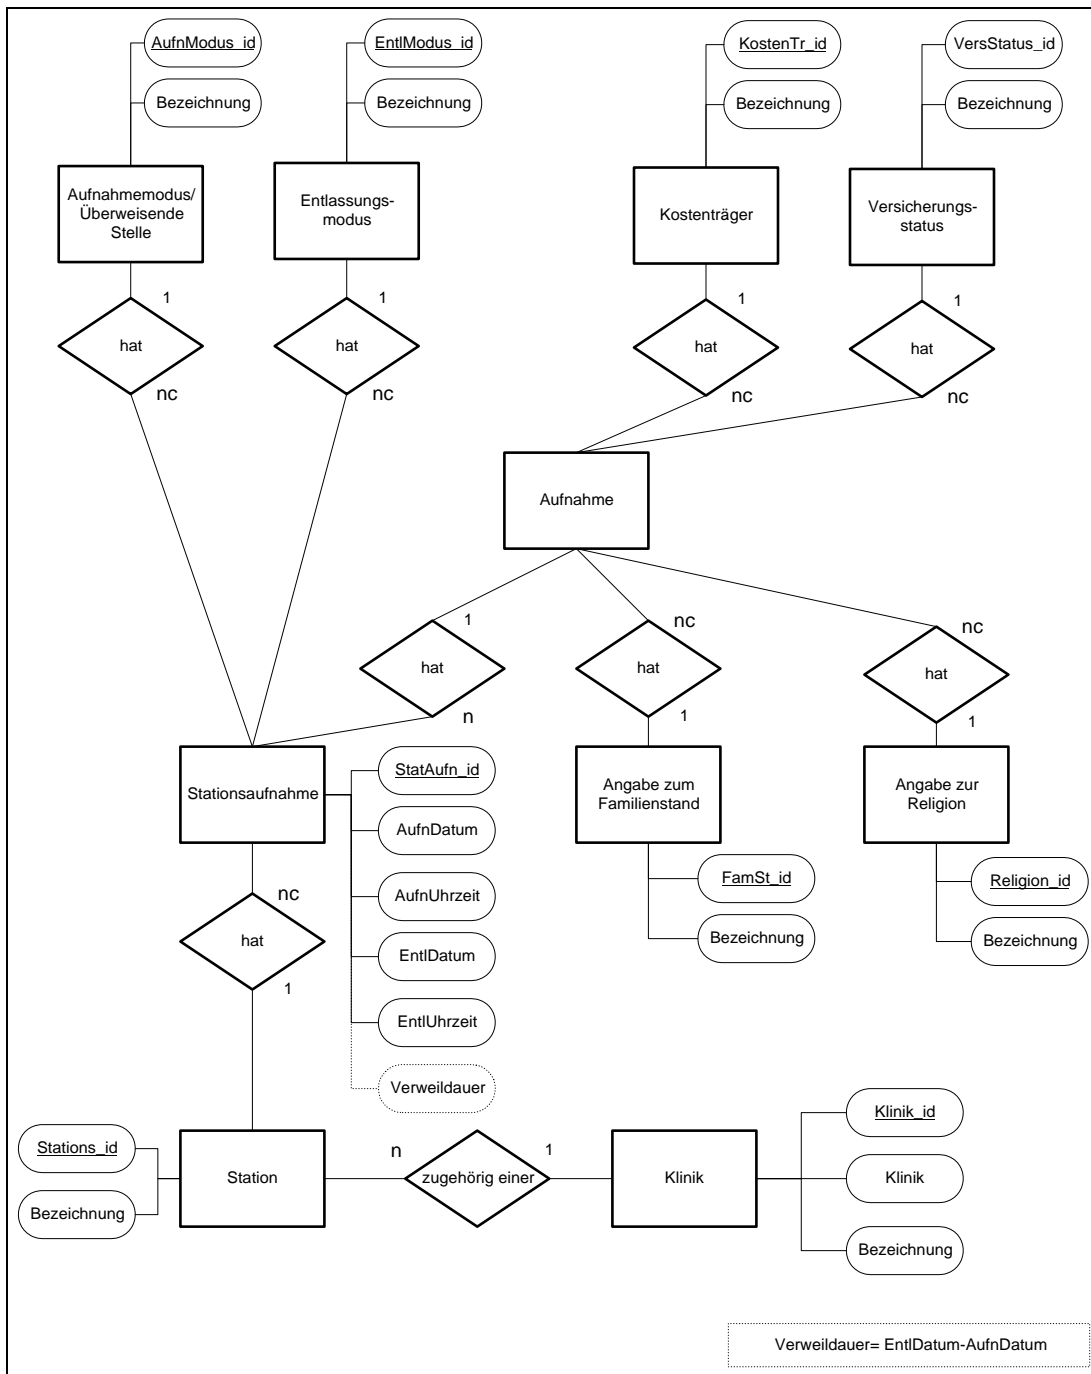 AufnModus_id
EntlModus_id
KostenTr_id
VersStatus_id
Bezeichnung
Bezeichnung
Bezeichnung
Bezeichnung
Aufnahmemodus/
Überweisende
Stelle
Entlassungs-
modus
Kostenträger
Versicherungs-
status
1
1
1
1
hat
hat
hat
hat
nc
nc
nc
nc
Aufnahme
1
nc
nc
hat
hat
hat
n
1
1
Stationsaufnahme
StatAufn_id
AufnDatum
AufnUhrzeit
EntlDatum
EntlUhrzeit
Verweildauer
Angabe zum
Familienstand
FamSt_id
Bezeichnung
Angabe zur
Religion
Religion_id
Bezeichnung
nc
hat
1
Stations_id
Bezeichnung
Station
n
zugehörig einer
1
Klinik
Klinik_id
Klinik
Bezeichnung
Verweildauer= EntlDatum-AufnDatum